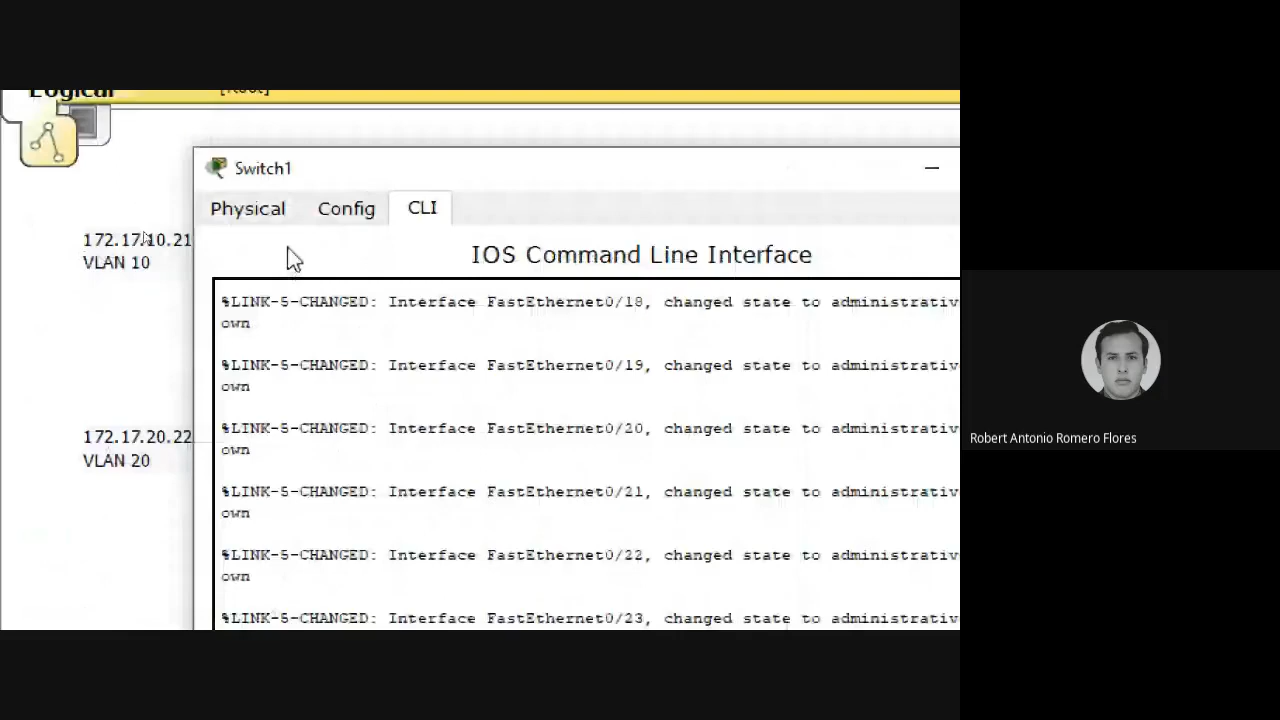 Logical
[Root]
Switch1
Physical Config CLI
172.17.10.21
VLAN 10
IOS Command Line Interface
%LINK-5-CHANGED: Interface FastEthernet0/18, changed state to administrativ
own
%LINK-5-CHANGED: Interface FastEthernet0/19, changed state to administrativ
own
172.17.20.22
VLAN 20
%LINK-5-CHANGED: Interface FastEthernet0/20, changed state to administrativ
own
%LINK-5-CHANGED: Interface FastEthernet0/21, changed state to administrativ
own
%LINK-5-CHANGED: Interface FastEthernet0/22, changed state to administrativ
own
%LINK-5-CHANGED: Interface FastEthernet0/23, changed state to administrativ
Robert Antonio Romero Flores